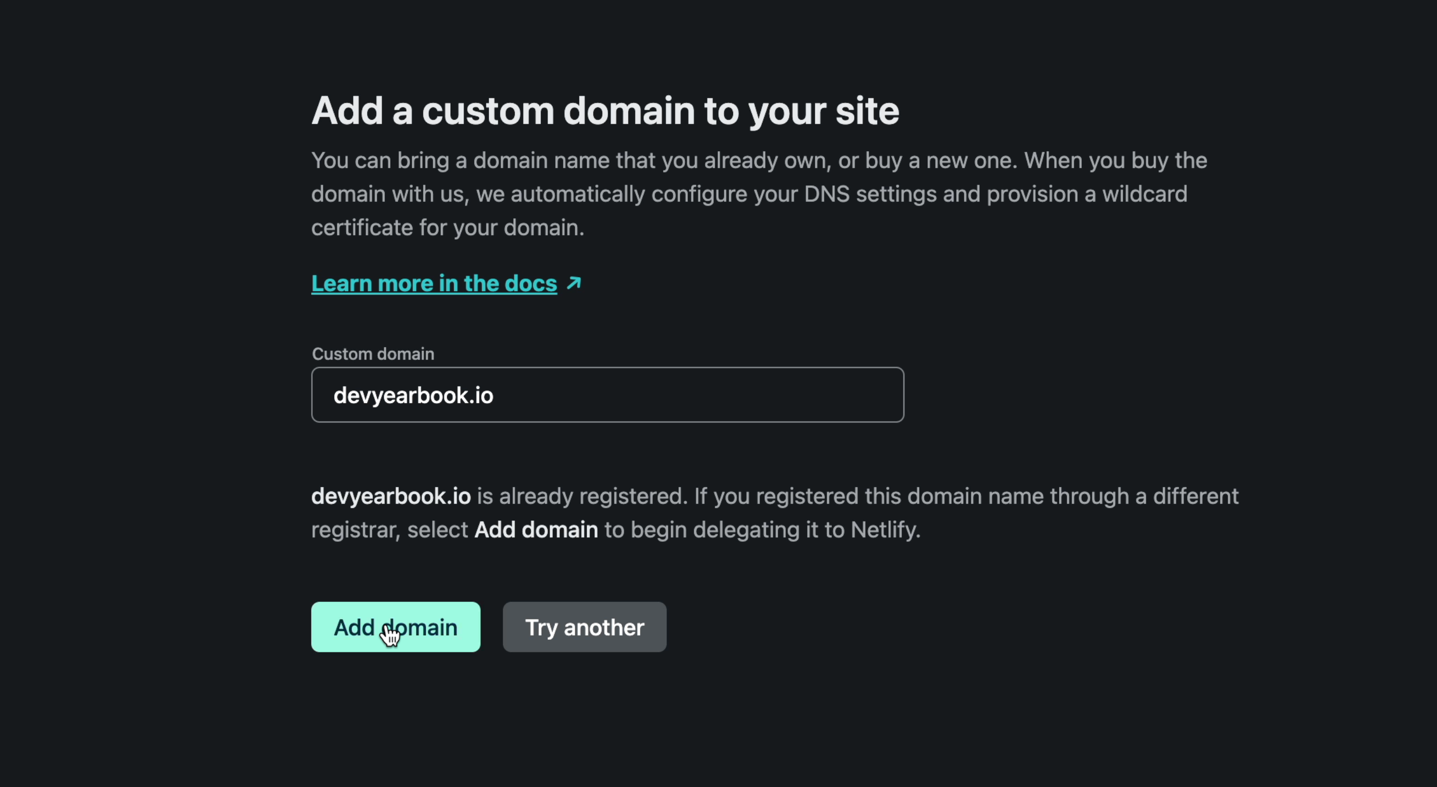 Add a custom domain to your site
You can bring a domain name that you already own, or buy a new one. When you buy the
domain with us, we automatically configure your DNS settings and provision a wildcard
certificate for your domain.
Learn more in the docs ↗
Custom domain
devyearbook.io
devyearbook.io is already registered. If you registered this domain name through a different
registrar, select Add domain to begin delegating it to Netlify.
Add domain Try another